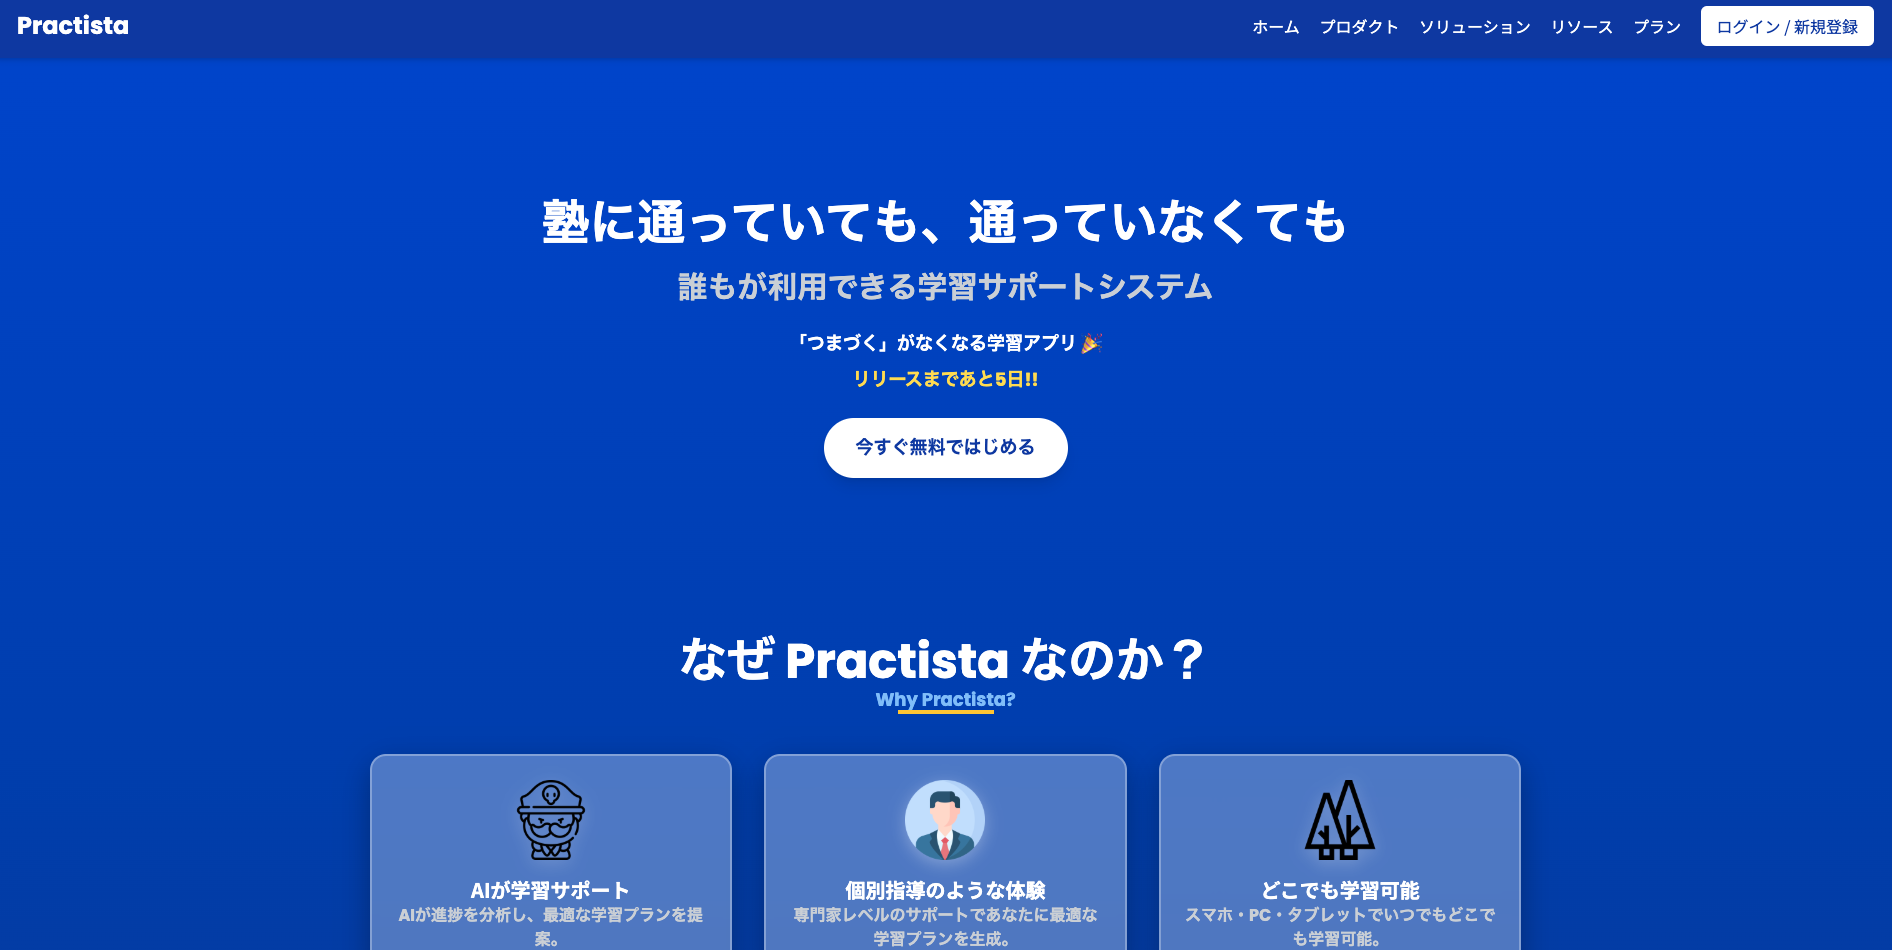 Practista
ホーム プロダクト ソリューション リソース プラン ログイン / 新規登録
塾に通っていても、通っていなくても
誰もが利用できる学習サポートシステム
「つまづく」がなくなる学習アプリ 🎉
リリースまであと5日!!
今すぐ無料ではじめる
なぜ Practista なのか？
Why Practista?
AIが学習サポート
AIが進捗を分析し、最適な学習プランを提
案。
個別指導のような体験
専門家レベルのサポートであなたに最適な
学習プランを生成。
どこでも学習可能
スマホ・PC・タブレットでいつでもどこで
も学習可能。